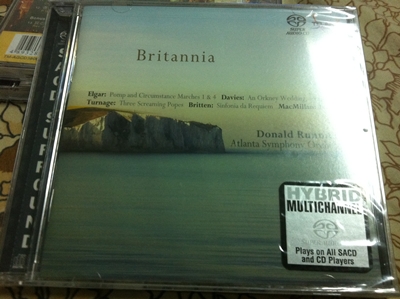 Britannia
Elgar: Pomp and Circumstance Marches 1 & 4 Davies: An Orkney Wedding
Turnage: Three Screaming Popes Britten: Sinfonia da Requiem MacMillan
Donald
Atlanta Symphony
SACD SURROUND
HYBRID
MULTICHANNEL
Plays on All SACD
and CD Players